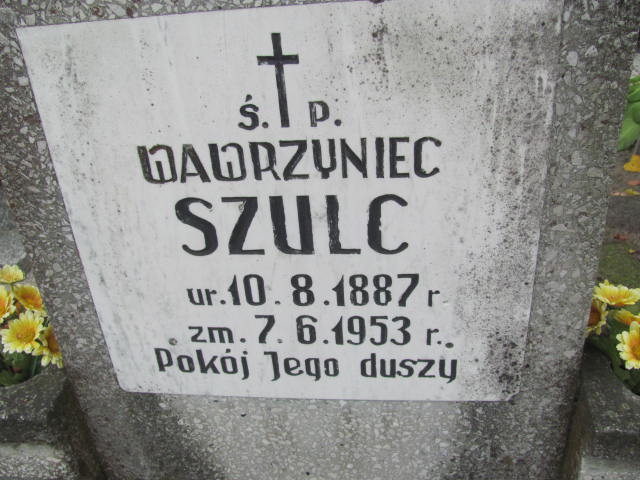 ś. p.
WAWRZYNIEC
SZULC
ur. 10. 8. 1887 r.
zm. 7. 6. 1953 r.
Pokój Jego duszy